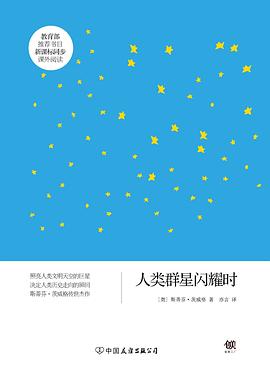 教育部
推荐书目
新课标同步
课外阅读
照亮人类文明天空的巨星
决定人类历史走向的瞬间
斯蒂芬·茨威格传世杰作
人类群星闪耀时
［奥］斯蒂芬·茨威格 著 亦言 译
中国友谊出版公司